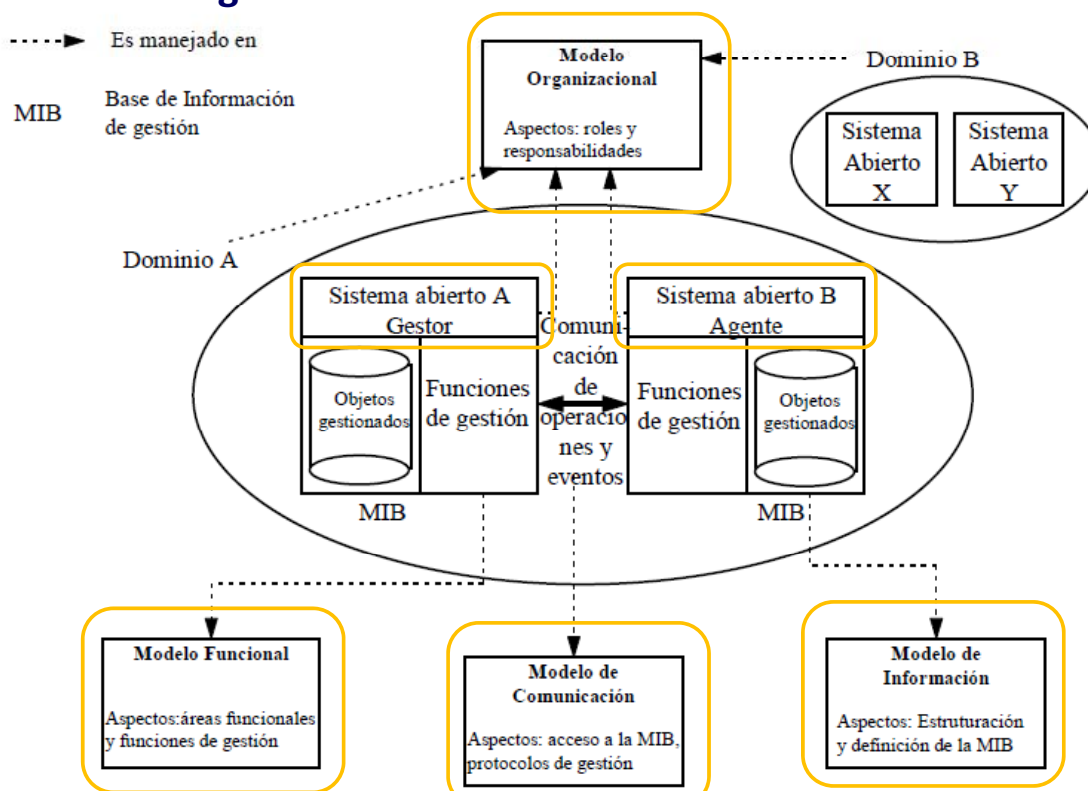 Es manejado en
MIB
Base de Información
de gestión
Modelo
Organizacional
Aspectos: roles y
responsabilidades
Dominio B
Sistema
Abierto
X
Sistema
Abierto
Y
Dominio A
Sistema abierto A
Gestor
Objetos
gestionados
Funciones
de gestión
MIB
Comuni-
cación
de
operacio
nes y
eventos
Sistema abierto B
Agente
Funciones
de gestión
Objetos
gestionados
MIB
Modelo Funcional
Aspectos:áreas funcionales
y funciones de gestión
Modelo de
Comunicación
Aspectos: acceso a la MIB,
protocolos de gestión
Modelo de
Información
Aspectos: Estruturación
y definición de la MIB